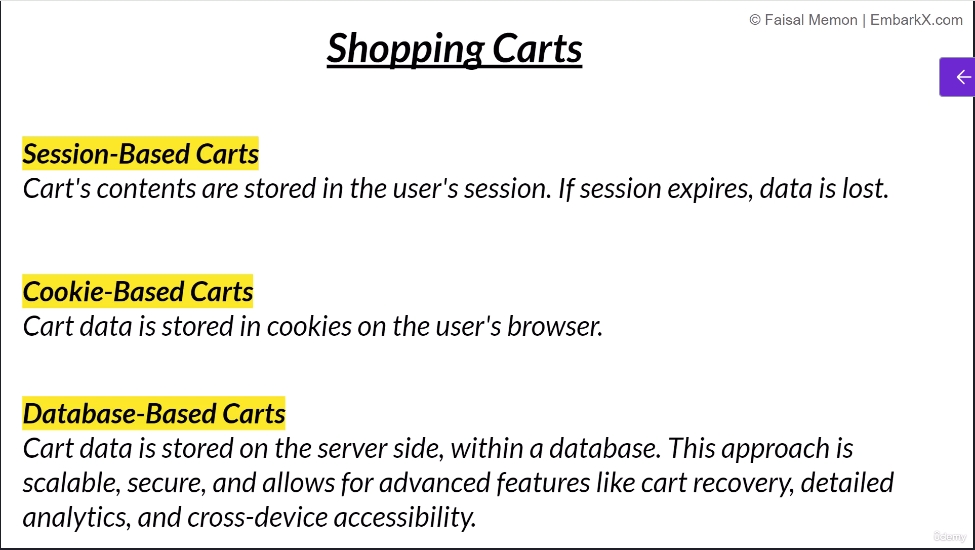 © Faisal Memon | EmbarkX.com
Shopping Carts
Session-Based Carts
Cart's contents are stored in the user's session. If session expires, data is lost.
Cookie-Based Carts
Cart data is stored in cookies on the user's browser.
Database-Based Carts
Cart data is stored on the server side, within a database. This approach is
scalable, secure, and allows for advanced features like cart recovery, detailed
analytics, and cross-device accessibility.
ûdemy